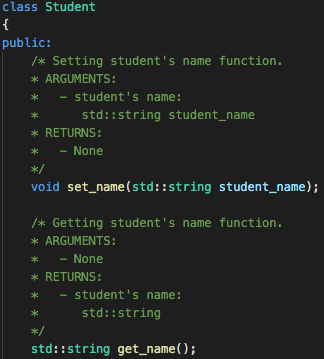 class Student
{
public:
    /* Setting student's name function.
    * ARGUMENTS:
    *   - student's name:
    *      std::string student_name
    * RETURNS:
    *   - None
    */
    void set_name(std::string student_name);

    /* Getting student's name function.
    * ARGUMENTS:
    *   - None
    * RETURNS:
    *   - student's name:
    *      std::string
    */
    std::string get_name();